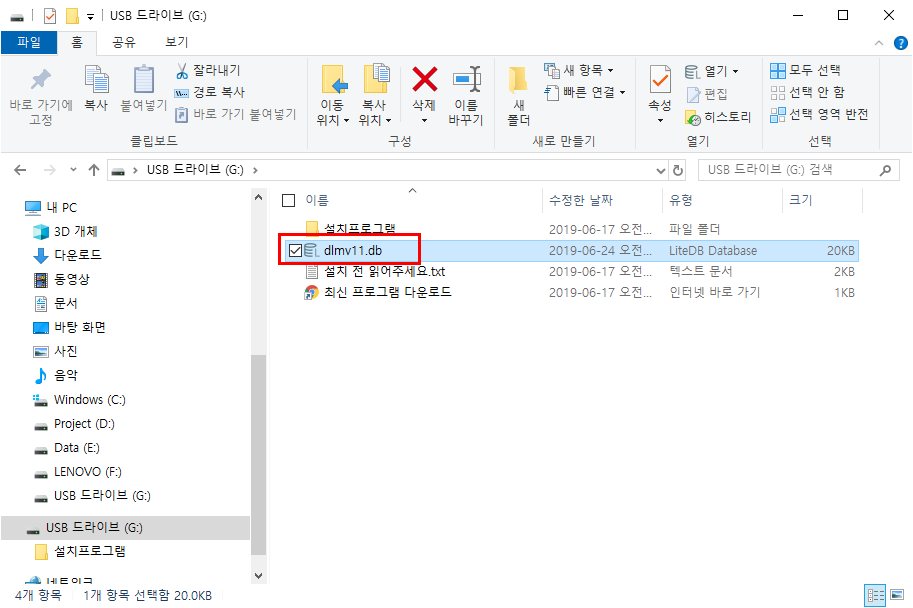 USB 드라이브 (G:)
파일 홈 공유 보기
바로 가기에 고정
복사
붙여넣기
잘라내기
경로 복사
바로 가기 붙여넣기
클립보드
이동 위치
복사 위치
삭제
이름 바꾸기
구성
새 폴더
새 항목
빠른 연결
새로 만들기
속성
열기
편집
히스토리
열기
모두 선택
선택 안 함
선택 영역 반전
선택
USB 드라이브 (G:)
USB 드라이브 (G:) 검색
내 PC
3D 개체
다운로드
동영상
문서
바탕 화면
사진
음악
Windows (C:)
Project (D:)
Data (E:)
LENOVO (F:)
USB 드라이브 (G:)
USB 드라이브 (G:)
설치프로그램
네트워크
이름 수정한 날짜 유형 크기
설치프로그램 2019-06-17 오전... 파일 폴더
dlmv11.db 2019-06-24 오전... LiteDB Database 20KB
설치 전 읽어주세요.txt 2019-06-17 오전... 텍스트 문서 2KB
최신 프로그램 다운로드 2019-06-17 오전... 인터넷 바로 가기 1KB
4개 항목 1개 항목 선택함 20.0KB